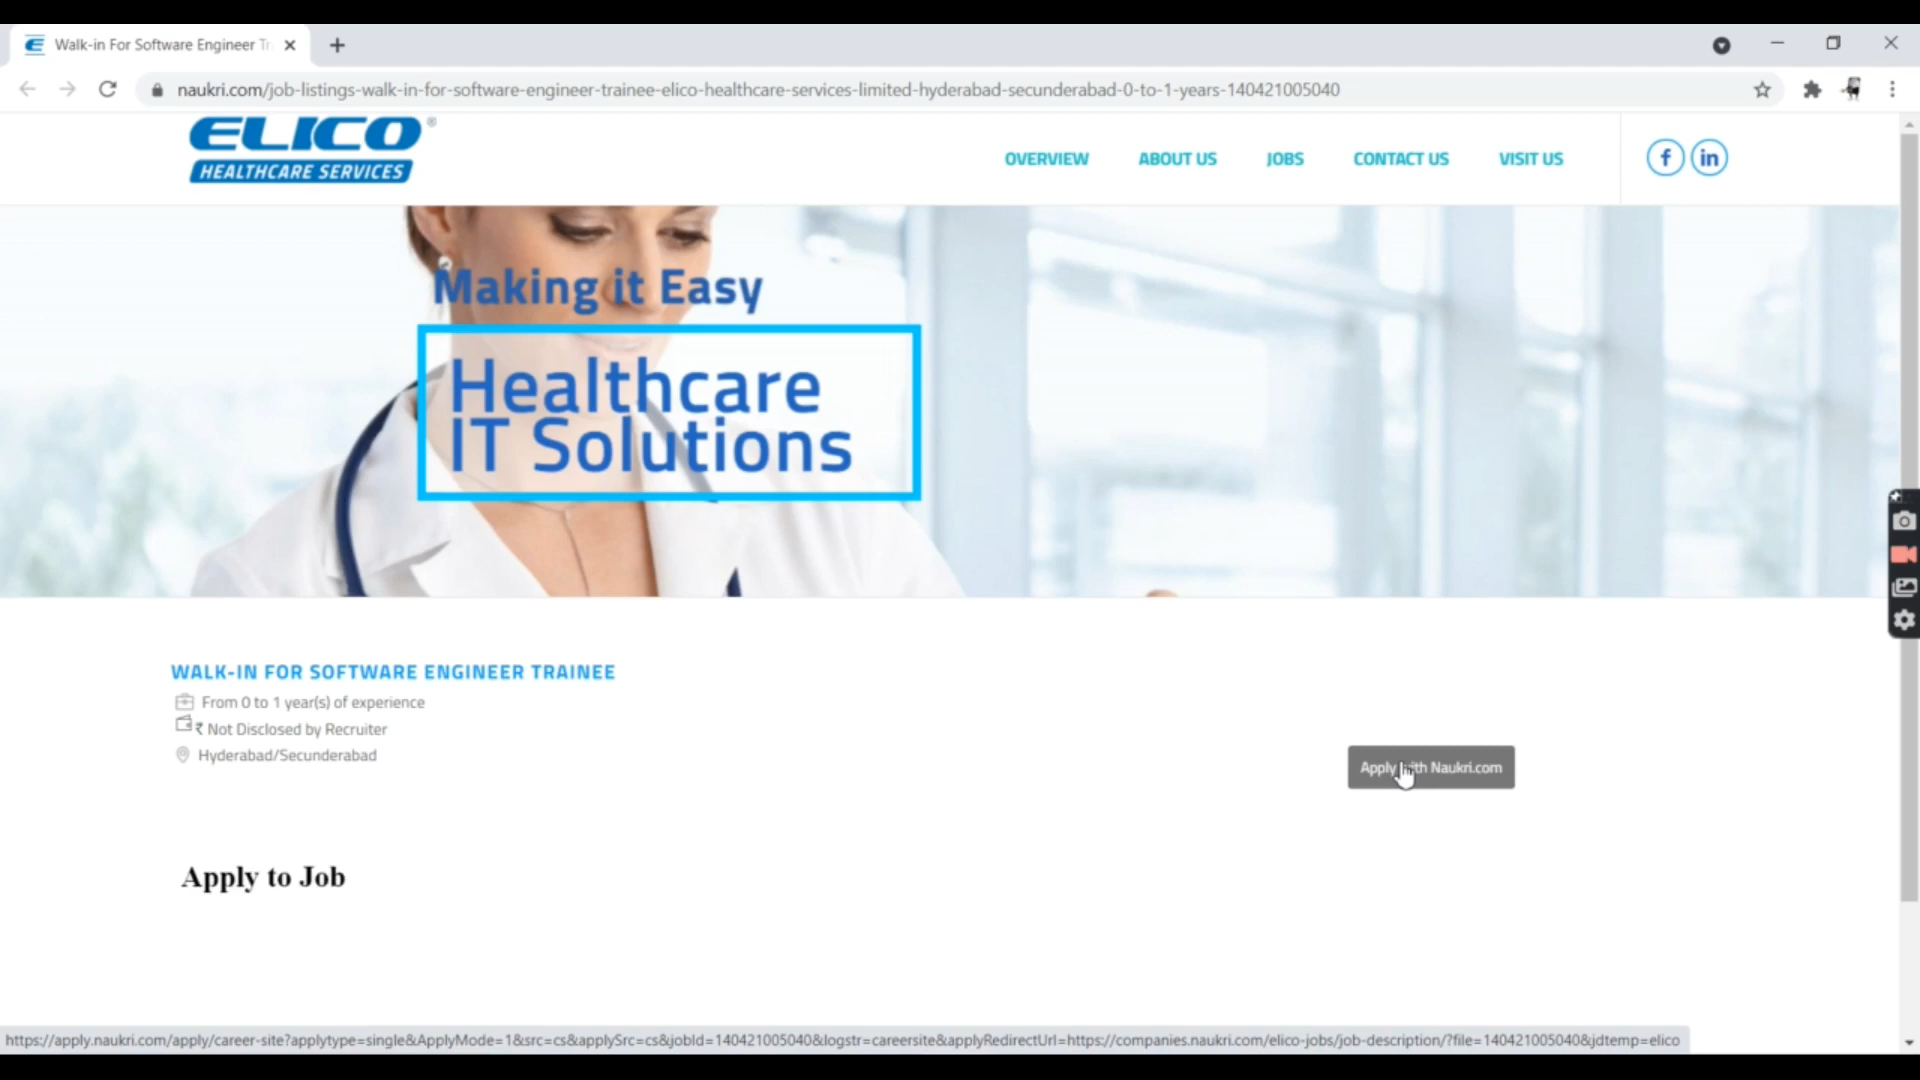 Walk-in For Software Engineer Tr
naukri.com/job-listings-walk-in-for-software-engineer-trainee-elico-healthcare-services-limited-hyderabad-secunderabad-0-to-1-years-140421005040
ELICO ®
HEALTHCARE SERVICES
OVERVIEW ABOUT US JOBS CONTACT US VISIT US
f in
Making it Easy
Healthcare
IT Solutions
WALK-IN FOR SOFTWARE ENGINEER TRAINEE
From 0 to 1 year(s) of experience
₹ Not Disclosed by Recruiter
Hyderabad/Secunderabad
Apply with Naukri.com
Apply to Job
https://apply.naukri.com/apply/career-site?applytype=single&ApplyMode=1&src=cs&applySrc=cs&jobId=140421005040&logstr=careersite&applyRedirectUrl=https://companies.naukri.com/elico-jobs/job-description/?file=140421005040&jdtemp=elico